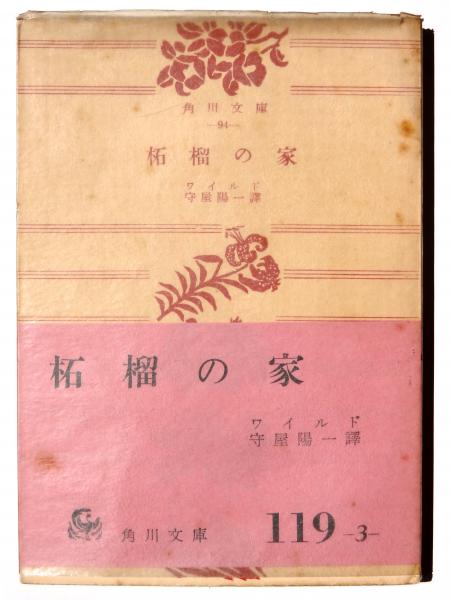 角川文庫
—94—
柘榴の家
ワイルド
守屋陽一譯
柘榴の家
ワイルド
守屋陽一譯
角川文庫 119 -3-